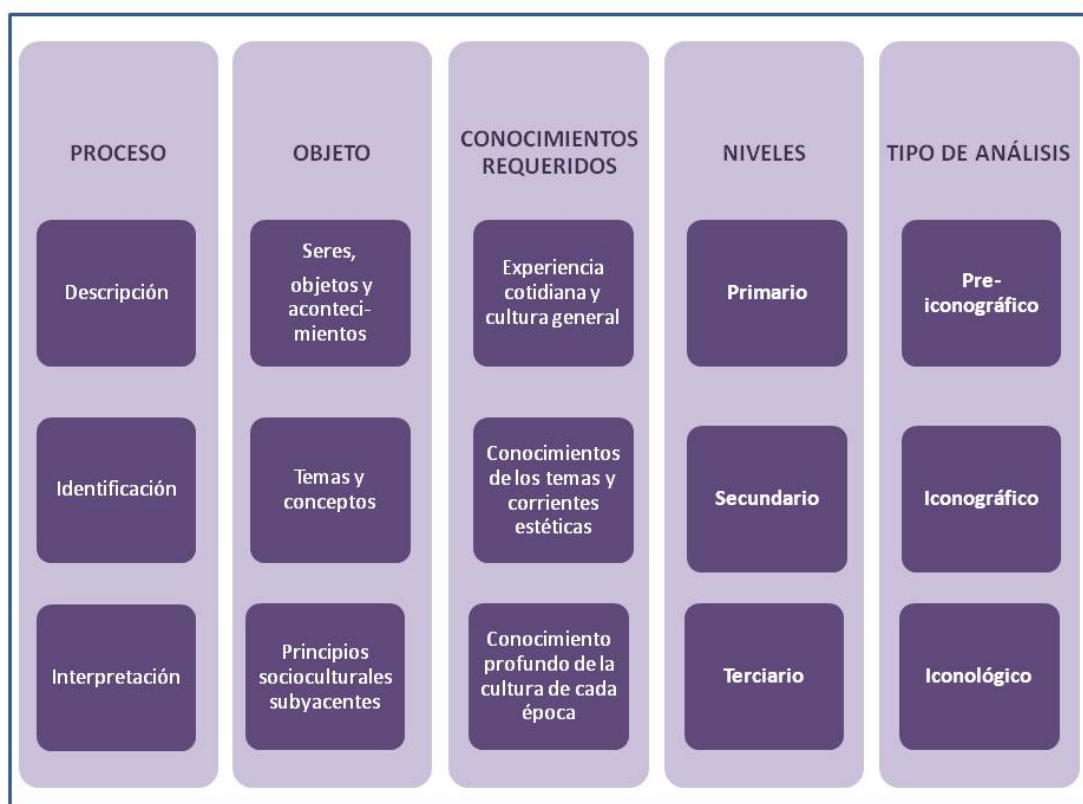 PROCESO
OBJETO
CONOCIMIENTOS
REQUERIDOS
NIVELES
TIPO DE ANÁLISIS
Descripción
Seres,
objetos y
aconteci-
mientos
Experiencia
cotidiana y
cultura general
Primario
Pre-
iconográfico
Identificación
Temas y
conceptos
Conocimientos
de los temas y
corrientes
estéticas
Secundario
Iconográfico
Interpretación
Principios
socioculturales
subyacentes
Conocimiento
profundo de la
cultura de cada
época
Terciario
Iconológico